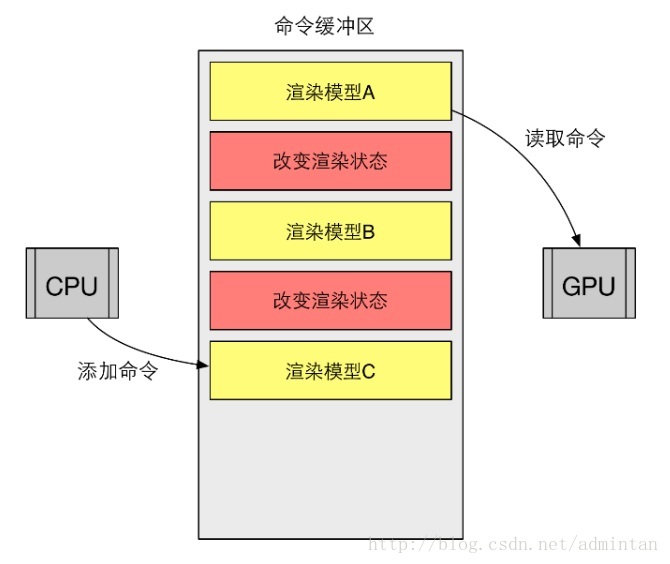 命令缓冲区
渲染模型A
读取命令
改变渲染状态
渲染模型B
CPU
GPU
改变渲染状态
添加命令
渲染模型C
http://blog.csdn.net/admintan